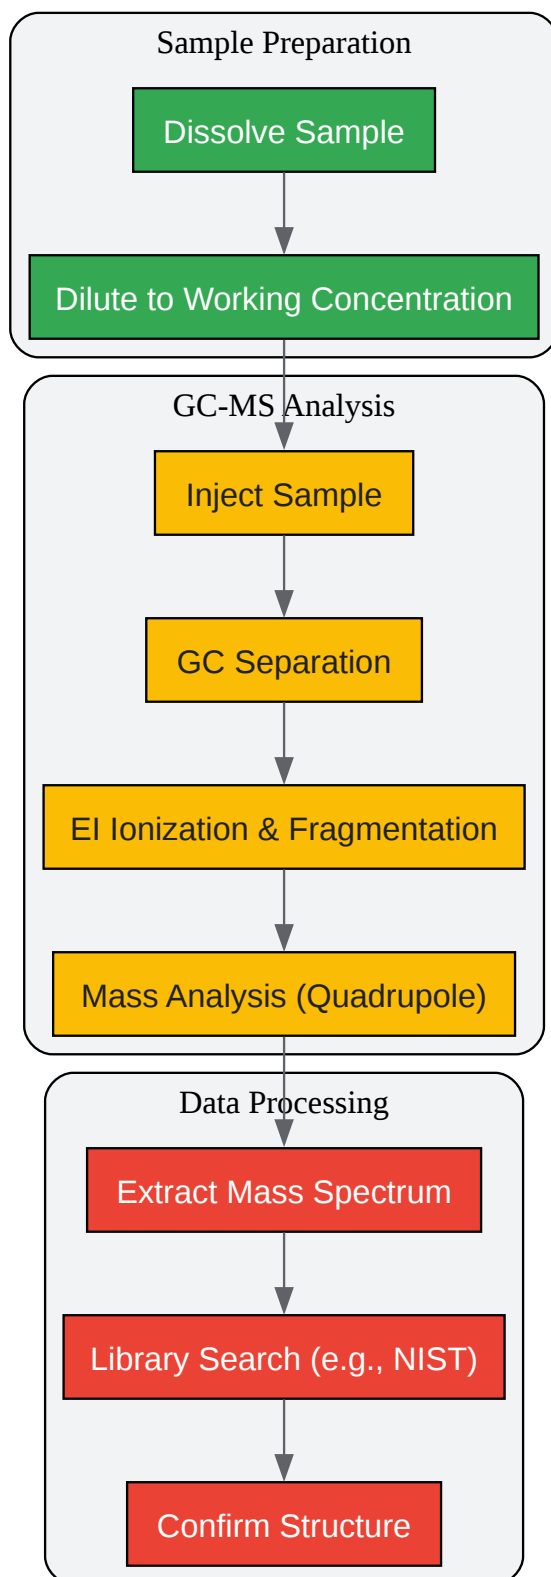 Sample Preparation
Dissolve Sample
Dilute to Working Concentration
GC-MS Analysis
Inject Sample
GC Separation
EI Ionization & Fragmentation
Mass Analysis (Quadrupole)
Data Processing
Extract Mass Spectrum
Library Search (e.g., NIST)
Confirm Structure